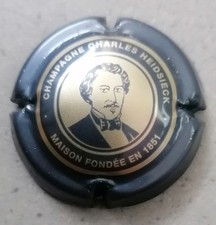 CHAMPAGNE CHARLES HEIDSIECK
MAISON FONDÉE EN 1851